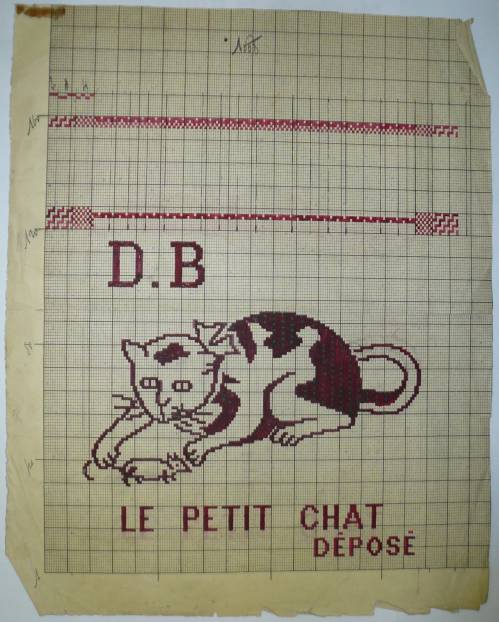 D.B
LE PETIT CHAT
DÉPOSÉ